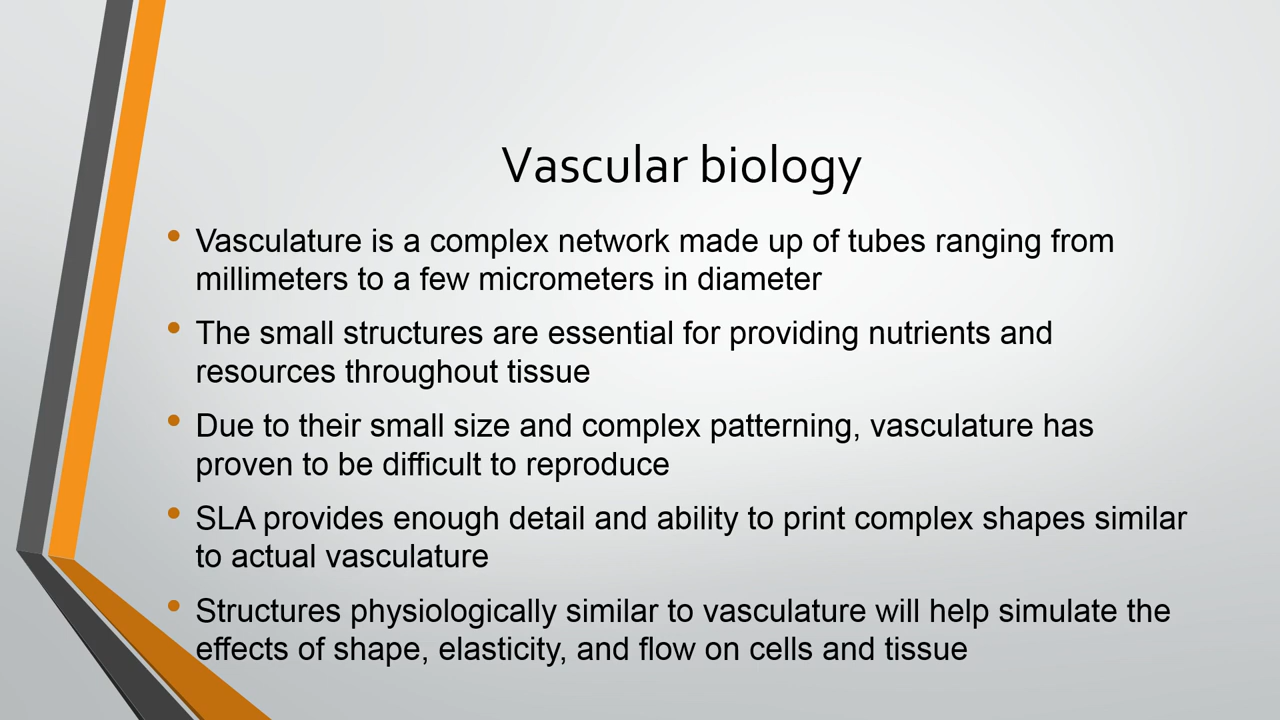 Vascular biology
• Vasculature is a complex network made up of tubes ranging from
millimeters to a few micrometers in diameter
• The small structures are essential for providing nutrients and
resources throughout tissue
• Due to their small size and complex patterning, vasculature has
proven to be difficult to reproduce
• SLA provides enough detail and ability to print complex shapes similar
to actual vasculature
• Structures physiologically similar to vasculature will help simulate the
effects of shape, elasticity, and flow on cells and tissue